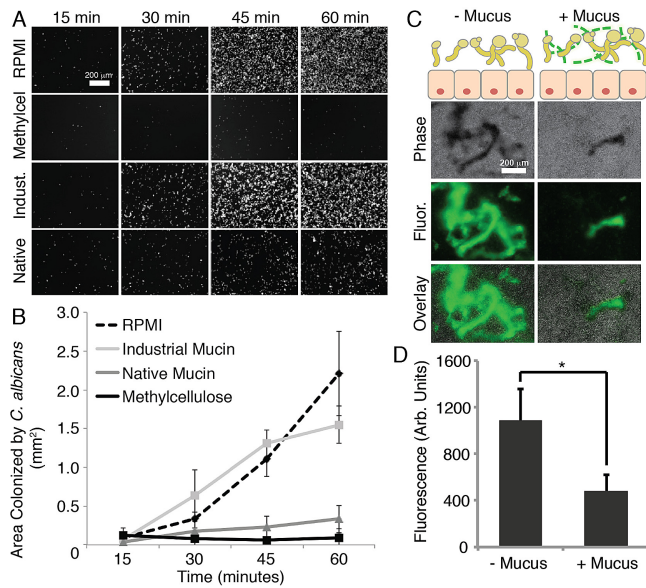 A
15 min 30 min 45 min 60 min
RPMI
200 µm
Methylcel
Indust.
Native
B
Area Colonized by C. albicans
(mm²)
3.0
2.5
2.0
1.5
1.0
0.5
0
RPMI
Industrial Mucin
Native Mucin
Methylcellulose
15 30 45 60
Time (minutes)
C
- Mucus + Mucus
Phase
200 µm
Fluor.
Overlay
D
Fluorescence (Arb. Units)
1600
1200
800
400
0
*
- Mucus + Mucus